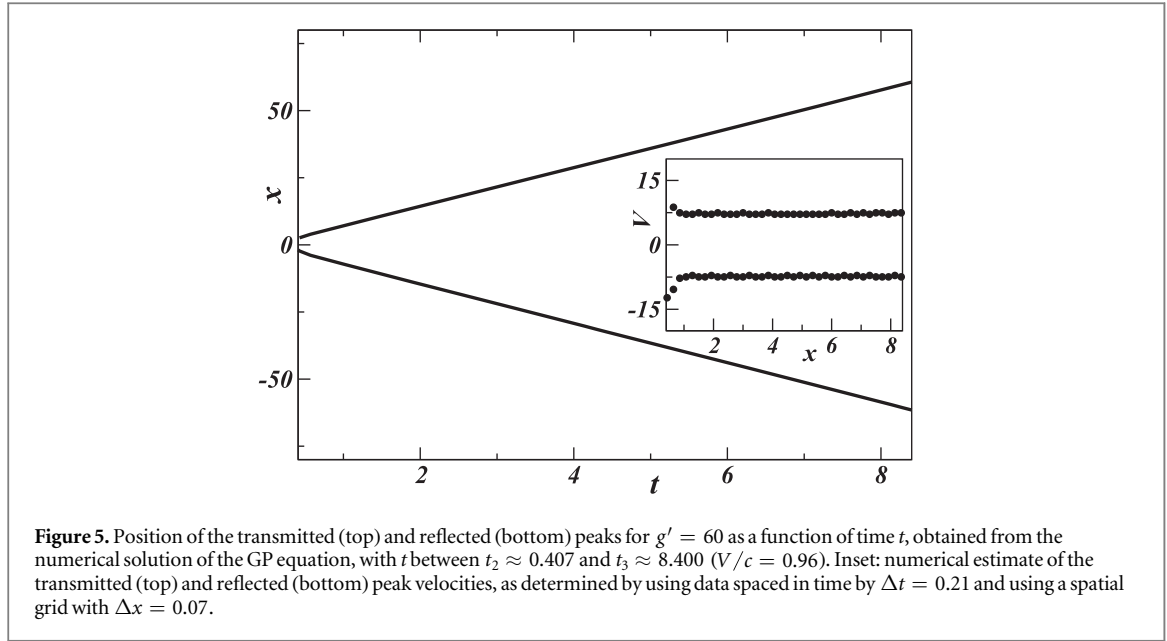 50
x
0
-50
2
4
t
6
8
15
V
0
-15
2
4
x
6
8
Figure 5. Position of the transmitted (top) and reflected (bottom) peaks for g′ = 60 as a function of time t, obtained from the
numerical solution of the GP equation, with t between t₂ ≈ 0.407 and t₃ ≈ 8.400 (V/c = 0.96). Inset: numerical estimate of the
transmitted (top) and reflected (bottom) peak velocities, as determined by using data spaced in time by Δt = 0.21 and using a spatial
grid with Δx = 0.07.